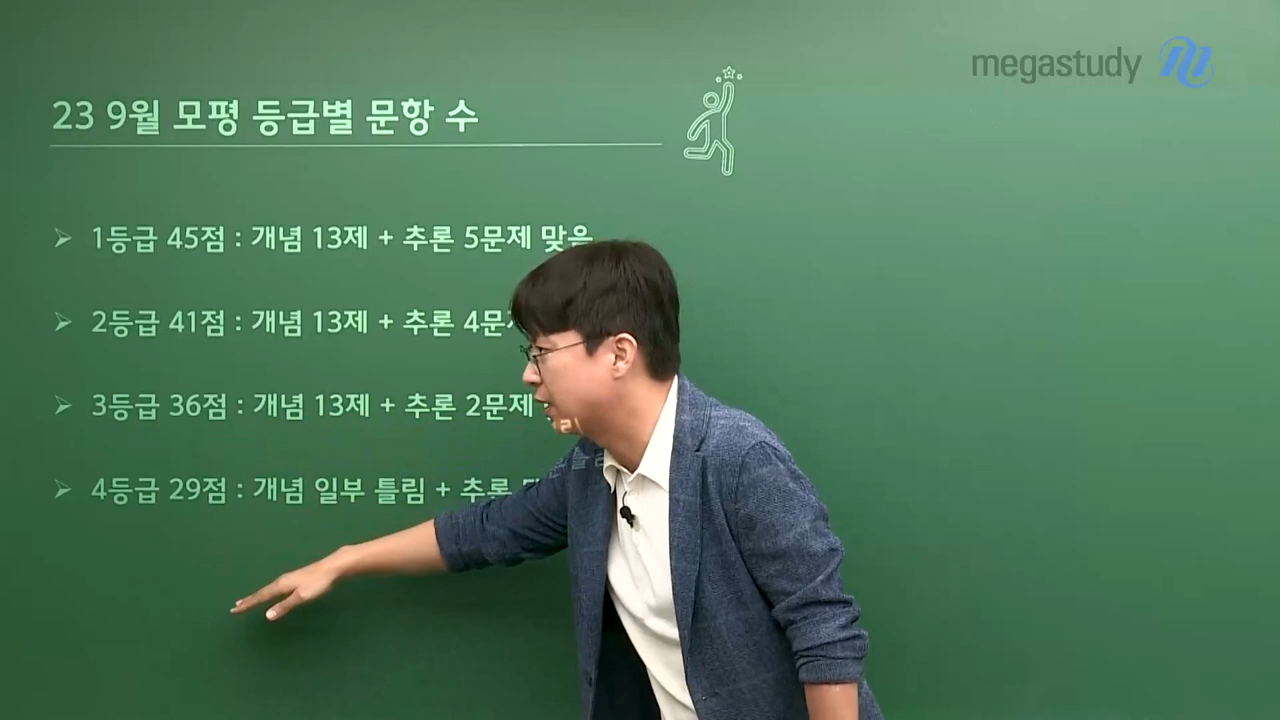 megastudy
23 9월 모평 등급별 문항 수
1등급 45점 : 개념 13제 + 추론 5문제 맞음
2등급 41점 : 개념 13제 + 추론
3등급 36점 : 개념 13제 + 추론 2문제
4등급 29점 : 개념 일부 틀림 + 추론